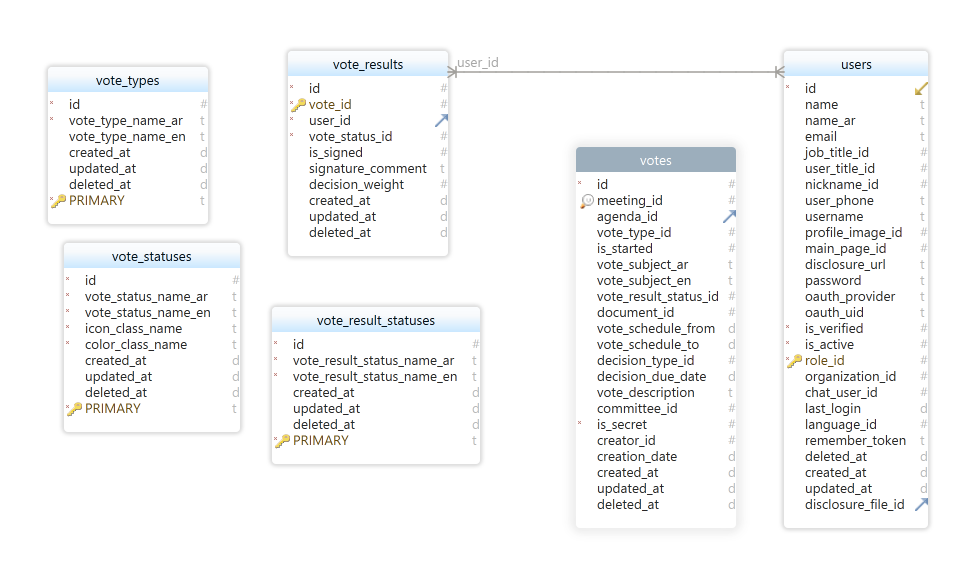 vote_types
id #
vote_type_name_ar t
vote_type_name_en t
created_at d
updated_at d
deleted_at d
PRIMARY t
vote_statuses
id #
vote_status_name_ar t
vote_status_name_en t
icon_class_name t
color_class_name t
created_at d
updated_at d
deleted_at d
PRIMARY t
vote_results
id #
vote_id #
user_id
vote_status_id #
is_signed #
signature_comment t
decision_weight #
created_at d
updated_at d
deleted_at d
user_id
vote_result_statuses
id #
vote_result_status_name_ar t
vote_result_status_name_en t
created_at d
updated_at d
deleted_at d
PRIMARY t
votes
id #
meeting_id #
agenda_id
vote_type_id #
is_started #
vote_subject_ar t
vote_subject_en t
vote_result_status_id #
document_id #
vote_schedule_from d
vote_schedule_to d
decision_type_id #
decision_due_date d
vote_description t
committee_id #
is_secret #
creator_id #
creation_date d
created_at d
updated_at d
deleted_at d
users
id
name t
name_ar t
email t
job_title_id #
user_title_id #
nickname_id #
user_phone t
username t
profile_image_id #
main_page_id #
disclosure_url t
password t
oauth_provider t
oauth_uid t
is_verified #
is_active #
role_id #
organization_id #
chat_user_id #
last_login d
language_id #
remember_token t
deleted_at d
created_at d
updated_at d
disclosure_file_id